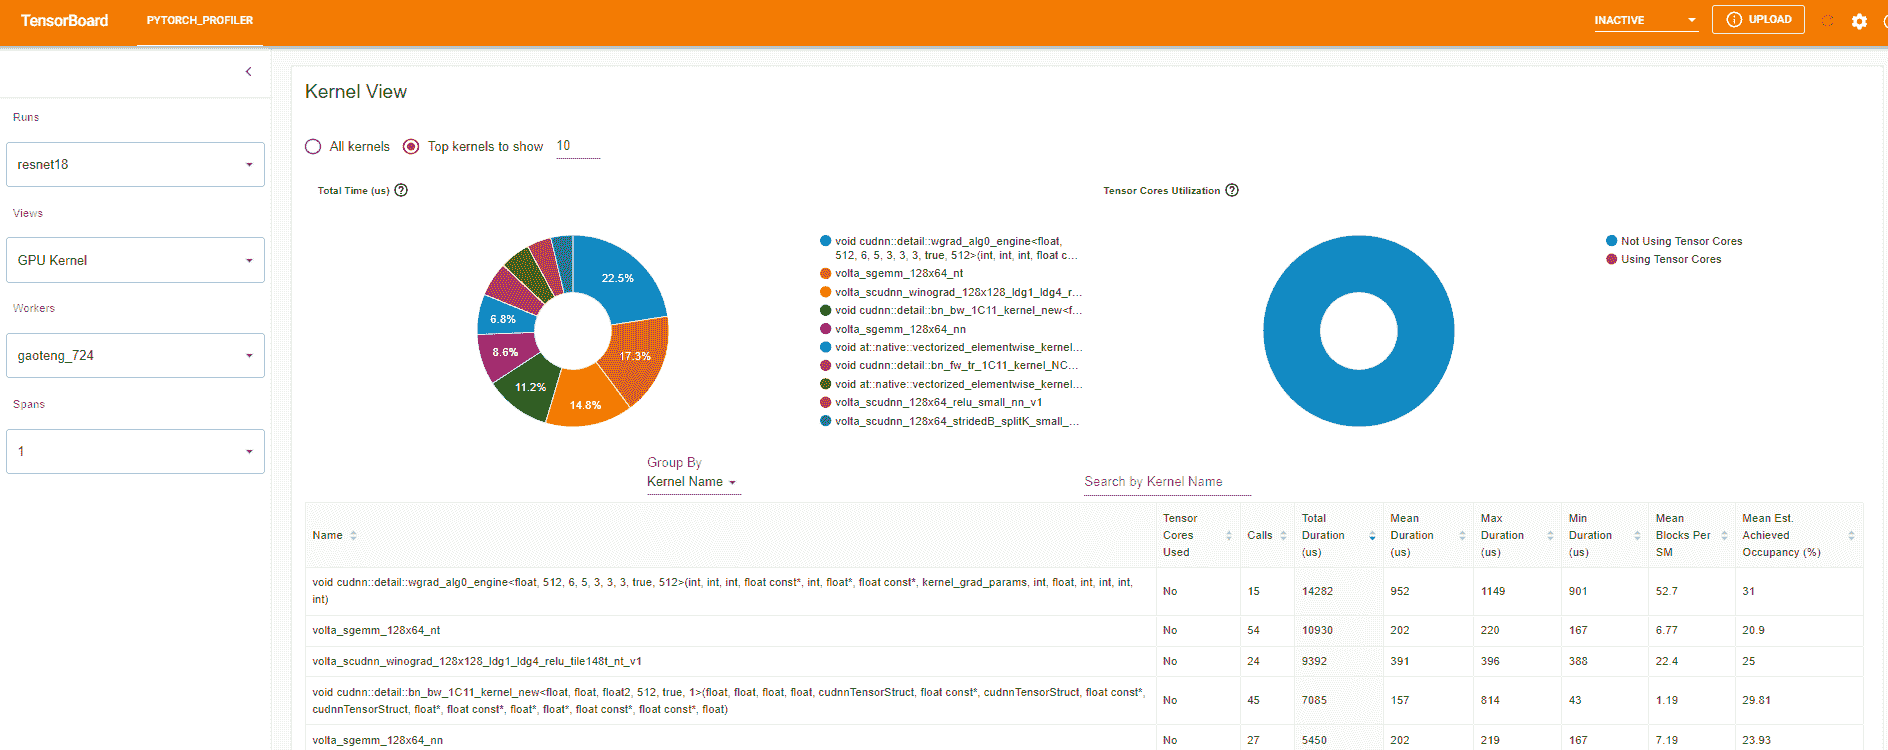 TensorBoard
PYTORCH_PROFILER
INACTIVE
UPLOAD
Runs
resnet18
Views
GPU Kernel
Workers
gaoteng_724
Spans
1
Kernel View
All kernels
Top kernels to show
10
Total Time (us)
?
22.5%
17.3%
14.8%
11.2%
8.6%
6.8%
void cudnn::detail::wgrad_alg0_engine<float,
512, 6, 5, 3, 3, 3, true, 512>(int, int, int, float c...
volta_sgemm_128x64_nt
volta_scudnn_winograd_128x128_ldg1_ldg4_r...
void cudnn::detail::bn_bw_1C11_kernel_new<f...
volta_sgemm_128x64_nn
void at::native::vectorized_elementwise_kernel...
void cudnn::detail::bn_fw_tr_1C11_kernel_NC...
void at::native::vectorized_elementwise_kernel...
volta_scudnn_128x64_relu_small_nn_v1
volta_scudnn_128x64_stridedB_splitK_small_...
Tensor Cores Utilization
?
Not Using Tensor Cores
Using Tensor Cores
Group By
Kernel Name
Search by Kernel Name
Name
Tensor
Cores
Used
Calls
Total
Duration
(us)
Mean
Duration
(us)
Max
Duration
(us)
Min
Duration
(us)
Mean
Blocks Per
SM
Mean Est.
Achieved
Occupancy (%)
void cudnn::detail::wgrad_alg0_engine<float, 512, 6, 5, 3, 3, 3, true, 512>(int, int, int, float const*, int, float*, float const*, kernel_grad_params, int, float, int, int, int,
int)
No
15
14282
952
1149
901
52.7
31
volta_sgemm_128x64_nt
No
54
10930
202
220
167
6.77
20.9
volta_scudnn_winograd_128x128_ldg1_ldg4_relu_tile148t_nt_v1
No
24
9392
391
396
388
22.4
25
void cudnn::detail::bn_bw_1C11_kernel_new<float, float, float2, 512, true, 1>(float, float, float, float, cudnnTensorStruct, float const*, cudnnTensorStruct, float const*,
cudnnTensorStruct, float*, float const*, float*, float*, float const*, float const*, float)
No
45
7085
157
814
43
1.19
29.81
volta_sgemm_128x64_nn
No
27
5450
202
219
167
7.19
23.93